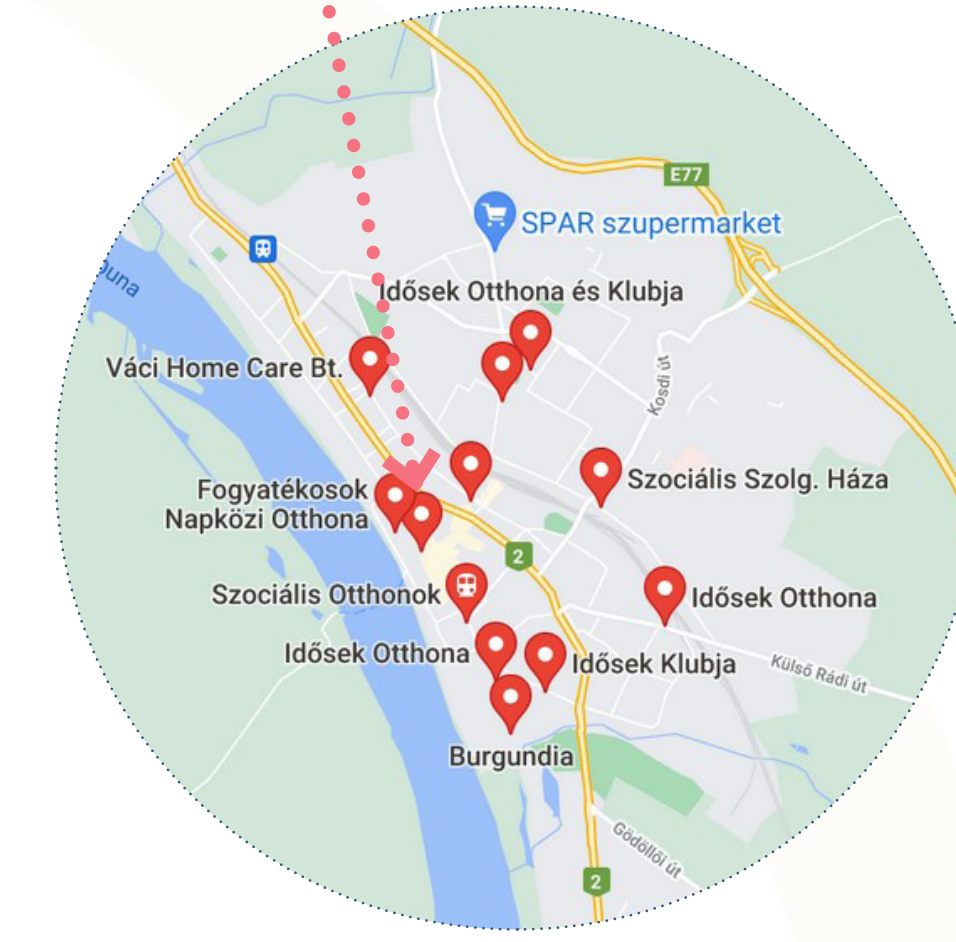 E77
SPAR szupermarket
Idősek Otthona és Klubja
Váci Home Care Bt.
Kosdi út
Szociális Szolg. Háza
Fogyatékosok
Napközi Otthona
2
Szociális Otthonok
Idősek Otthona
Idősek Otthona
Idősek Klubja
Külső Rádi út
Burgundia
Gödöllői út
2